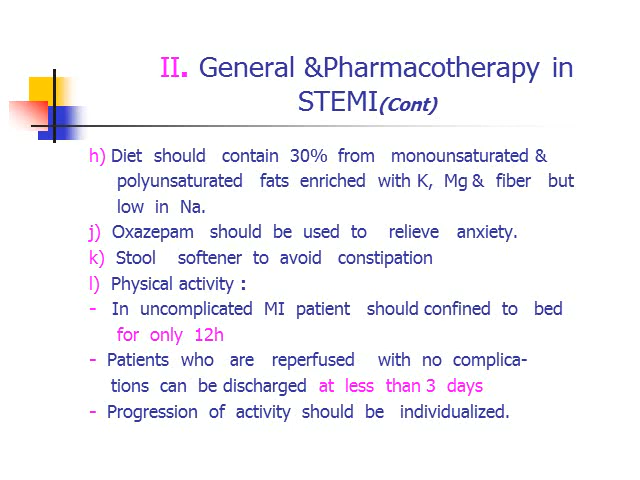 II. General &Pharmacotherapy in
STEMI(Cont)
h) Diet should contain 30% from monounsaturated &
polyunsaturated fats enriched with K, Mg & fiber but
low in Na.
j) Oxazepam should be used to relieve anxiety.
k) Stool softener to avoid constipation
l) Physical activity :
- In uncomplicated MI patient should confined to bed
for only 12h
- Patients who are reperfused with no complica-
tions can be discharged at less than 3 days
- Progression of activity should be individualized.